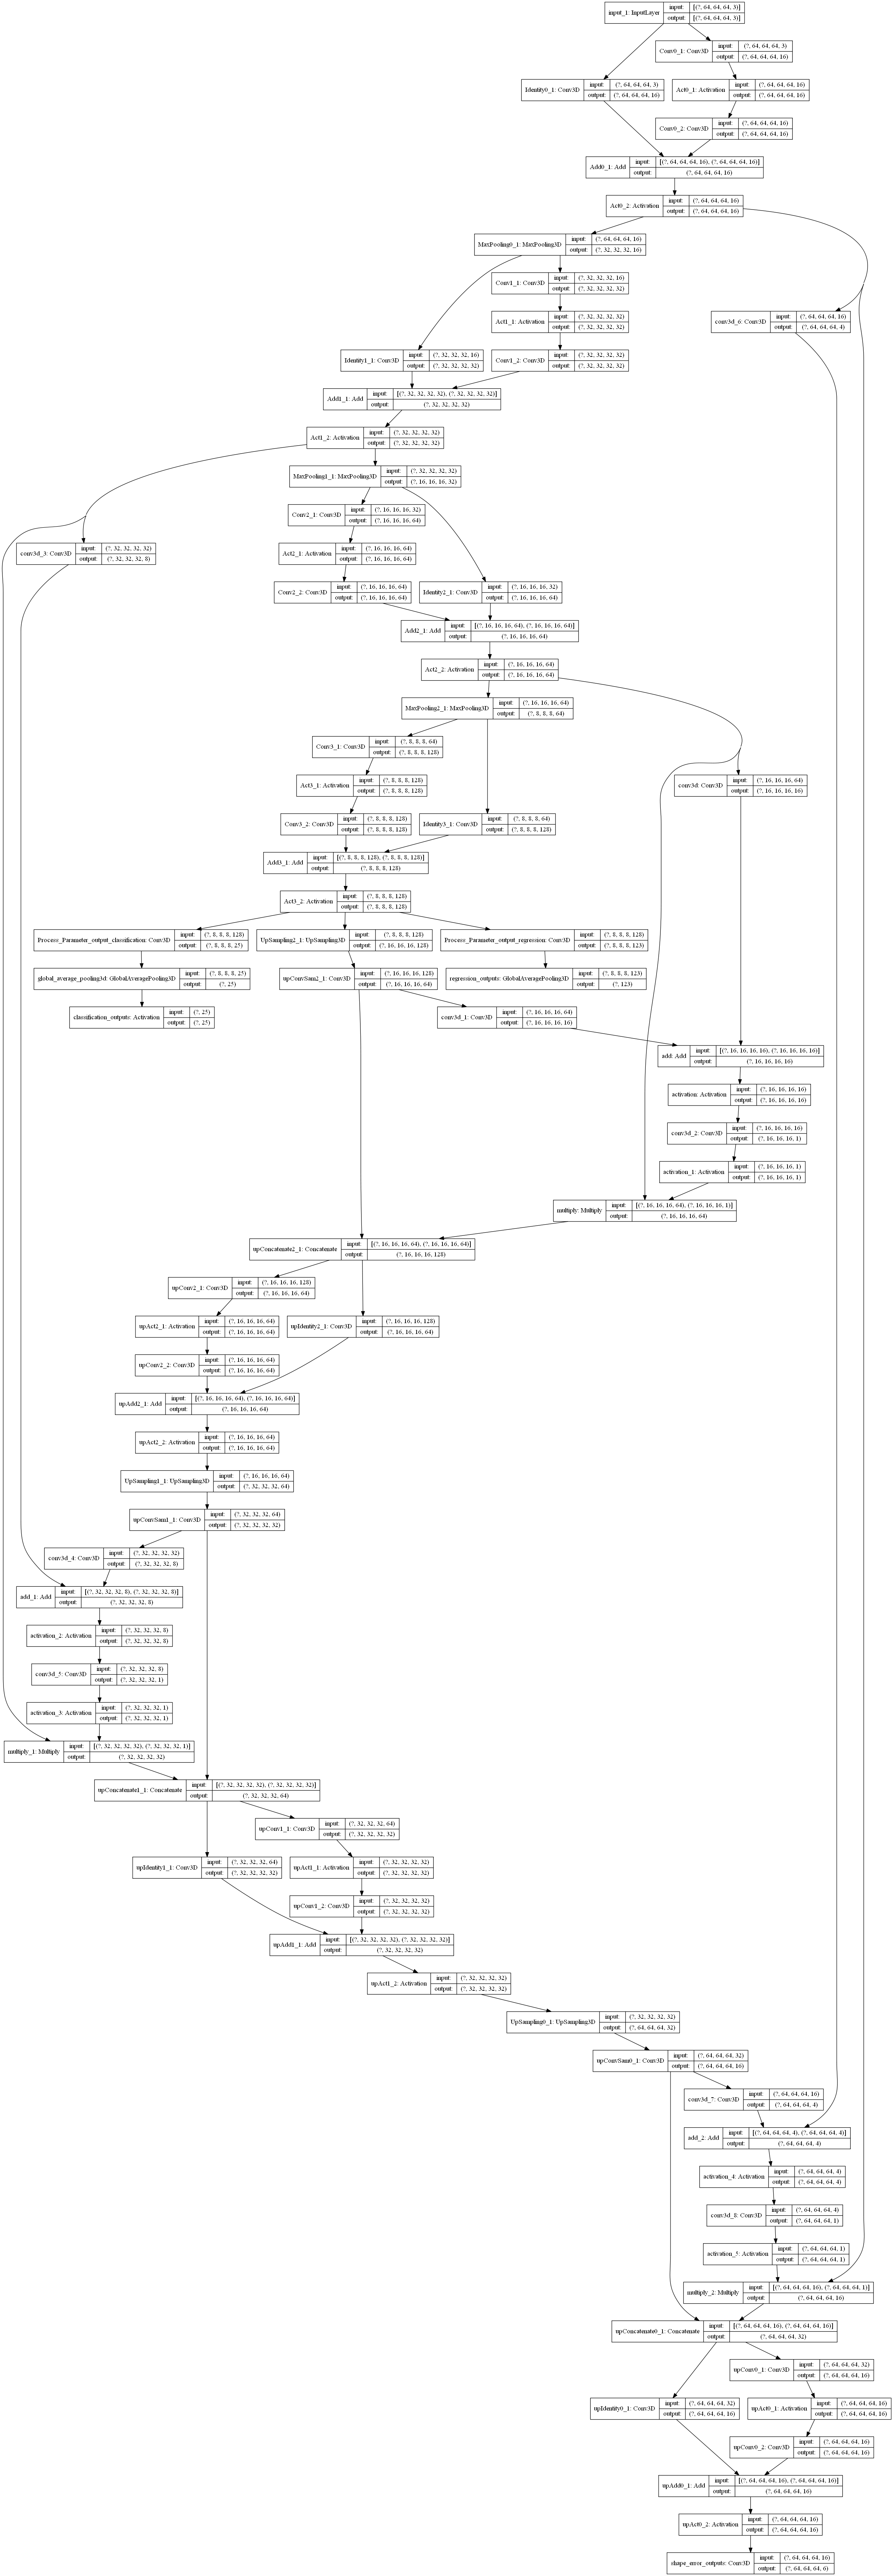 input_1: InputLayer
input: [(?, 64, 64, 64, 3)]
output: [(?, 64, 64, 64, 3)]
Conv0_1: Conv3D
input: (?, 64, 64, 64, 3)
output: (?, 64, 64, 64, 16)
Identity0_1: Conv3D
input: (?, 64, 64, 64, 3)
output: (?, 64, 64, 64, 16)
Act0_1: Activation
input: (?, 64, 64, 64, 16)
output: (?, 64, 64, 64, 16)
Conv0_2: Conv3D
input: (?, 64, 64, 64, 16)
output: (?, 64, 64, 64, 16)
Add0_1: Add
input: [(?, 64, 64, 64, 16), (?, 64, 64, 64, 16)]
output: (?, 64, 64, 64, 16)
Act0_2: Activation
input: (?, 64, 64, 64, 16)
output: (?, 64, 64, 64, 16)
MaxPooling0_1: MaxPooling3D
input: (?, 64, 64, 64, 16)
output: (?, 32, 32, 32, 16)
Conv1_1: Conv3D
input: (?, 32, 32, 32, 16)
output: (?, 32, 32, 32, 32)
Act1_1: Activation
input: (?, 32, 32, 32, 32)
output: (?, 32, 32, 32, 32)
conv3d_6: Conv3D
input: (?, 64, 64, 64, 16)
output: (?, 64, 64, 64, 4)
Identity1_1: Conv3D
input: (?, 32, 32, 32, 16)
output: (?, 32, 32, 32, 32)
Conv1_2: Conv3D
input: (?, 32, 32, 32, 32)
output: (?, 32, 32, 32, 32)
Add1_1: Add
input: [(?, 32, 32, 32, 32), (?, 32, 32, 32, 32)]
output: (?, 32, 32, 32, 32)
Act1_2: Activation
input: (?, 32, 32, 32, 32)
output: (?, 32, 32, 32, 32)
MaxPooling1_1: MaxPooling3D
input: (?, 32, 32, 32, 32)
output: (?, 16, 16, 16, 32)
Conv2_1: Conv3D
input: (?, 16, 16, 16, 32)
output: (?, 16, 16, 16, 64)
conv3d_3: Conv3D
input: (?, 32, 32, 32, 32)
output: (?, 32, 32, 32, 8)
Act2_1: Activation
input: (?, 16, 16, 16, 64)
output: (?, 16, 16, 16, 64)
Conv2_2: Conv3D
input: (?, 16, 16, 16, 64)
output: (?, 16, 16, 16, 64)
Identity2_1: Conv3D
input: (?, 16, 16, 16, 32)
output: (?, 16, 16, 16, 64)
Add2_1: Add
input: [(?, 16, 16, 16, 64), (?, 16, 16, 16, 64)]
output: (?, 16, 16, 16, 64)
Act2_2: Activation
input: (?, 16, 16, 16, 64)
output: (?, 16, 16, 16, 64)
MaxPooling2_1: MaxPooling3D
input: (?, 16, 16, 16, 64)
output: (?, 8, 8, 8, 64)
Conv3_1: Conv3D
input: (?, 8, 8, 8, 64)
output: (?, 8, 8, 8, 128)
Act3_1: Activation
input: (?, 8, 8, 8, 128)
output: (?, 8, 8, 8, 128)
conv3d: Conv3D
input: (?, 16, 16, 16, 64)
output: (?, 16, 16, 16, 16)
Conv3_2: Conv3D
input: (?, 8, 8, 8, 128)
output: (?, 8, 8, 8, 128)
Identity3_1: Conv3D
input: (?, 8, 8, 8, 64)
output: (?, 8, 8, 8, 128)
Add3_1: Add
input: [(?, 8, 8, 8, 128), (?, 8, 8, 8, 128)]
output: (?, 8, 8, 8, 128)
Act3_2: Activation
input: (?, 8, 8, 8, 128)
output: (?, 8, 8, 8, 128)
Process_Parameter_output_classification: Conv3D
input: (?, 8, 8, 8, 128)
output: (?, 8, 8, 8, 25)
UpSampling2_1: UpSampling3D
input: (?, 8, 8, 8, 128)
output: (?, 16, 16, 16, 128)
Process_Parameter_output_regression: Conv3D
input: (?, 8, 8, 8, 128)
output: (?, 8, 8, 8, 123)
global_average_pooling3d: GlobalAveragePooling3D
input: (?, 8, 8, 8, 25)
output: (?, 25)
upConvSam2_1: Conv3D
input: (?, 16, 16, 16, 128)
output: (?, 16, 16, 16, 64)
regression_outputs: GlobalAveragePooling3D
input: (?, 8, 8, 8, 123)
output: (?, 123)
classification_outputs: Activation
input: (?, 25)
output: (?, 25)
conv3d_1: Conv3D
input: (?, 16, 16, 16, 64)
output: (?, 16, 16, 16, 16)
add: Add
input: [(?, 16, 16, 16, 16), (?, 16, 16, 16, 16)]
output: (?, 16, 16, 16, 16)
activation: Activation
input: (?, 16, 16, 16, 16)
output: (?, 16, 16, 16, 16)
conv3d_2: Conv3D
input: (?, 16, 16, 16, 16)
output: (?, 16, 16, 16, 1)
activation_1: Activation
input: (?, 16, 16, 16, 1)
output: (?, 16, 16, 16, 1)
multiply: Multiply
input: [(?, 16, 16, 16, 64), (?, 16, 16, 16, 1)]
output: (?, 16, 16, 16, 64)
upConcatenate2_1: Concatenate
input: [(?, 16, 16, 16, 64), (?, 16, 16, 16, 64)]
output: (?, 16, 16, 16, 128)
upConv2_1: Conv3D
input: (?, 16, 16, 16, 128)
output: (?, 16, 16, 16, 64)
upAct2_1: Activation
input: (?, 16, 16, 16, 64)
output: (?, 16, 16, 16, 64)
upIdentity2_1: Conv3D
input: (?, 16, 16, 16, 128)
output: (?, 16, 16, 16, 64)
upConv2_2: Conv3D
input: (?, 16, 16, 16, 64)
output: (?, 16, 16, 16, 64)
upAdd2_1: Add
input: [(?, 16, 16, 16, 64), (?, 16, 16, 16, 64)]
output: (?, 16, 16, 16, 64)
upAct2_2: Activation
input: (?, 16, 16, 16, 64)
output: (?, 16, 16, 16, 64)
UpSampling1_1: UpSampling3D
input: (?, 16, 16, 16, 64)
output: (?, 32, 32, 32, 64)
upConvSam1_1: Conv3D
input: (?, 32, 32, 32, 64)
output: (?, 32, 32, 32, 32)
conv3d_4: Conv3D
input: (?, 32, 32, 32, 32)
output: (?, 32, 32, 32, 8)
add_1: Add
input: [(?, 32, 32, 32, 8), (?, 32, 32, 32, 8)]
output: (?, 32, 32, 32, 8)
activation_2: Activation
input: (?, 32, 32, 32, 8)
output: (?, 32, 32, 32, 8)
conv3d_5: Conv3D
input: (?, 32, 32, 32, 8)
output: (?, 32, 32, 32, 1)
activation_3: Activation
input: (?, 32, 32, 32, 1)
output: (?, 32, 32, 32, 1)
multiply_1: Multiply
input: [(?, 32, 32, 32, 32), (?, 32, 32, 32, 1)]
output: (?, 32, 32, 32, 32)
upConcatenate1_1: Concatenate
input: [(?, 32, 32, 32, 32), (?, 32, 32, 32, 32)]
output: (?, 32, 32, 32, 64)
upConv1_1: Conv3D
input: (?, 32, 32, 32, 64)
output: (?, 32, 32, 32, 32)
upIdentity1_1: Conv3D
input: (?, 32, 32, 32, 64)
output: (?, 32, 32, 32, 32)
upAct1_1: Activation
input: (?, 32, 32, 32, 32)
output: (?, 32, 32, 32, 32)
upConv1_2: Conv3D
input: (?, 32, 32, 32, 32)
output: (?, 32, 32, 32, 32)
upAdd1_1: Add
input: [(?, 32, 32, 32, 32), (?, 32, 32, 32, 32)]
output: (?, 32, 32, 32, 32)
upAct1_2: Activation
input: (?, 32, 32, 32, 32)
output: (?, 32, 32, 32, 32)
UpSampling0_1: UpSampling3D
input: (?, 32, 32, 32, 32)
output: (?, 64, 64, 64, 32)
upConvSam0_1: Conv3D
input: (?, 64, 64, 64, 32)
output: (?, 64, 64, 64, 16)
conv3d_7: Conv3D
input: (?, 64, 64, 64, 16)
output: (?, 64, 64, 64, 4)
add_2: Add
input: [(?, 64, 64, 64, 4), (?, 64, 64, 64, 4)]
output: (?, 64, 64, 64, 4)
activation_4: Activation
input: (?, 64, 64, 64, 4)
output: (?, 64, 64, 64, 4)
conv3d_8: Conv3D
input: (?, 64, 64, 64, 4)
output: (?, 64, 64, 64, 1)
activation_5: Activation
input: (?, 64, 64, 64, 1)
output: (?, 64, 64, 64, 1)
multiply_2: Multiply
input: [(?, 64, 64, 64, 16), (?, 64, 64, 64, 1)]
output: (?, 64, 64, 64, 16)
upConcatenate0_1: Concatenate
input: [(?, 64, 64, 64, 16), (?, 64, 64, 64, 16)]
output: (?, 64, 64, 64, 32)
upConv0_1: Conv3D
input: (?, 64, 64, 64, 32)
output: (?, 64, 64, 64, 16)
upIdentity0_1: Conv3D
input: (?, 64, 64, 64, 32)
output: (?, 64, 64, 64, 16)
upAct0_1: Activation
input: (?, 64, 64, 64, 16)
output: (?, 64, 64, 64, 16)
upConv0_2: Conv3D
input: (?, 64, 64, 64, 16)
output: (?, 64, 64, 64, 16)
upAdd0_1: Add
input: [(?, 64, 64, 64, 16), (?, 64, 64, 64, 16)]
output: (?, 64, 64, 64, 16)
upAct0_2: Activation
input: (?, 64, 64, 64, 16)
output: (?, 64, 64, 64, 16)
shape_error_outputs: Conv3D
input: (?, 64, 64, 64, 16)
output: (?, 64, 64, 64, 6)